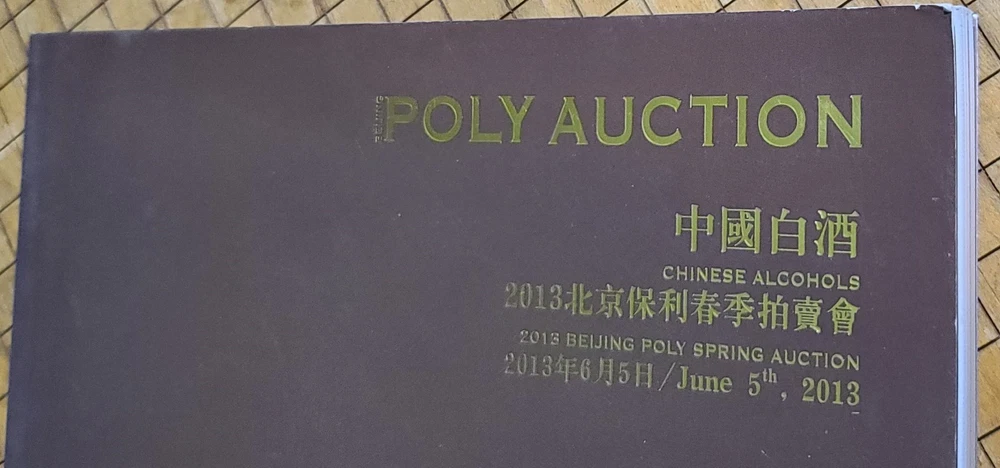 BEIJING POLY AUCTION
中國白酒
CHINESE ALCOHOLS
2013北京保利春季拍賣會
2013 BEIJING POLY SPRING AUCTION
2013年6月5日/June 5th, 2013